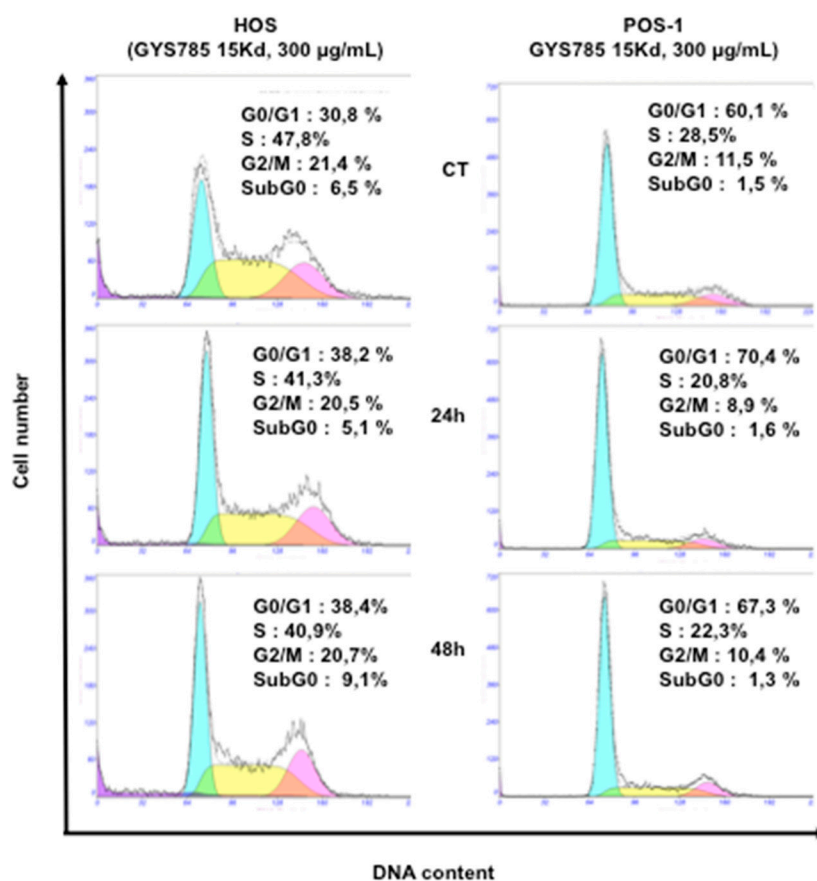 HOS
(GYS785 15Kd, 300 µg/mL)
POS-1
GYS785 15Kd, 300 µg/mL)
G0/G1 : 30,8 %
S : 47,8%
G2/M : 21,4 %
SubG0 : 6,5 %
CT
G0/G1 : 60,1 %
S : 28,5%
G2/M : 11,5 %
SubG0 : 1,5 %
G0/G1 : 38,2 %
S : 41,3%
G2/M : 20,5 %
SubG0 : 5,1 %
24h
G0/G1 : 70,4 %
S : 20,8%
G2/M : 8,9 %
SubG0 : 1,6 %
G0/G1 : 38,4%
S : 40,9%
G2/M : 20,7%
SubG0 : 9,1%
48h
G0/G1 : 67,3 %
S : 22,3%
G2/M : 10,4 %
SubG0 : 1,3 %
Cell number
DNA content